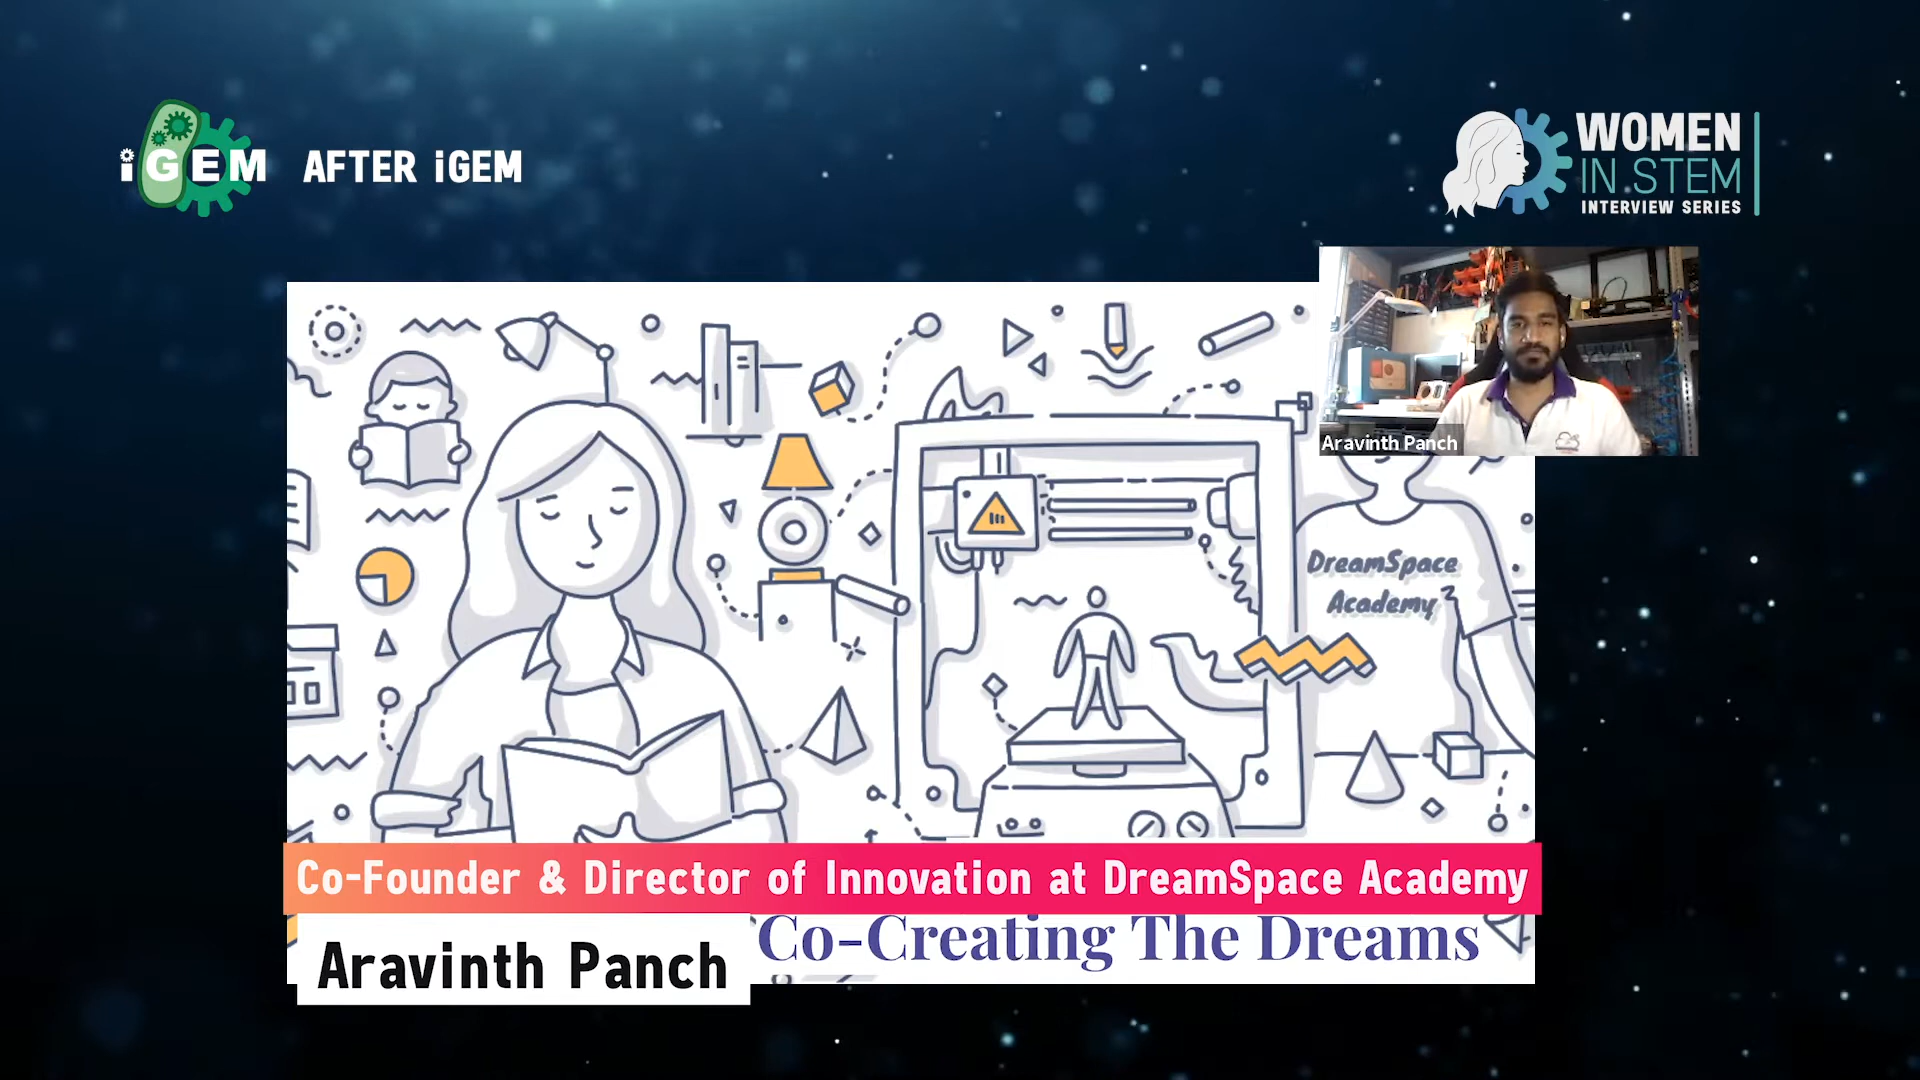 iGEM AFTER iGEM
WOMEN
IN STEM
INTERVIEW SERIES
Aravinth Panch
DreamSpace
Academy
Co-Founder & Director of Innovation at DreamSpace Academy
Co-Creating The Dreams
Aravinth Panch